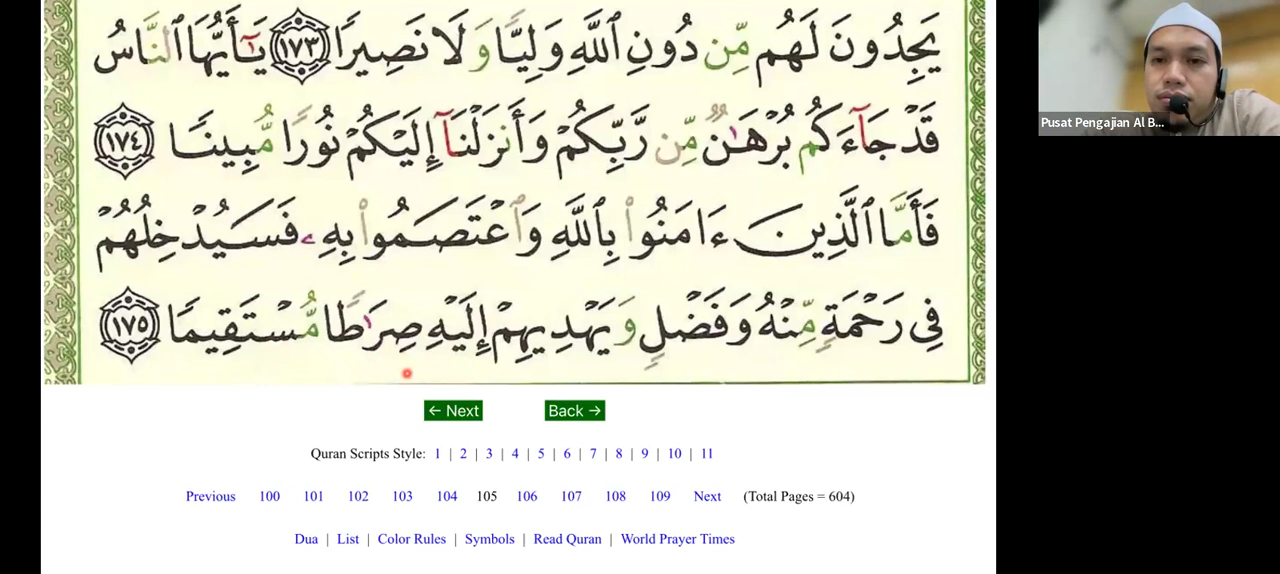 يَجِدُونَ لَهُم مِّن دُونِ ٱللَّهِ وَلِيًّا وَلَا نَصِيرًا ١٧٣ يَٰٓأَيُّهَا ٱلنَّاسُ
قَدْ جَآءَكُم بُرْهَٰنٌ مِّن رَّبِّكُمْ وَأَنزَلْنَآ إِلَيْكُمْ نُورًا مُّبِينًا ١٧٤
فَأَمَّا ٱلَّذِينَ ءَامَنُوا۟ بِٱللَّهِ وَٱعْتَصَمُوا۟ بِهِۦ فَسَيُدْخِلُهُمْ
فِى رَحْمَةٍ مِّنْهُ وَفَضْلٍ وَيَهْدِيهِمْ إِلَيْهِ صِرَٰطًا مُّسْتَقِيمًا ١٧٥
Pusat Pengajian Al B...
← Next Back →
Quran Scripts Style: 1 | 2 | 3 | 4 | 5 | 6 | 7 | 8 | 9 | 10 | 11
Previous 100 101 102 103 104 105 106 107 108 109 Next (Total Pages = 604)
Dua | List | Color Rules | Symbols | Read Quran | World Prayer Times